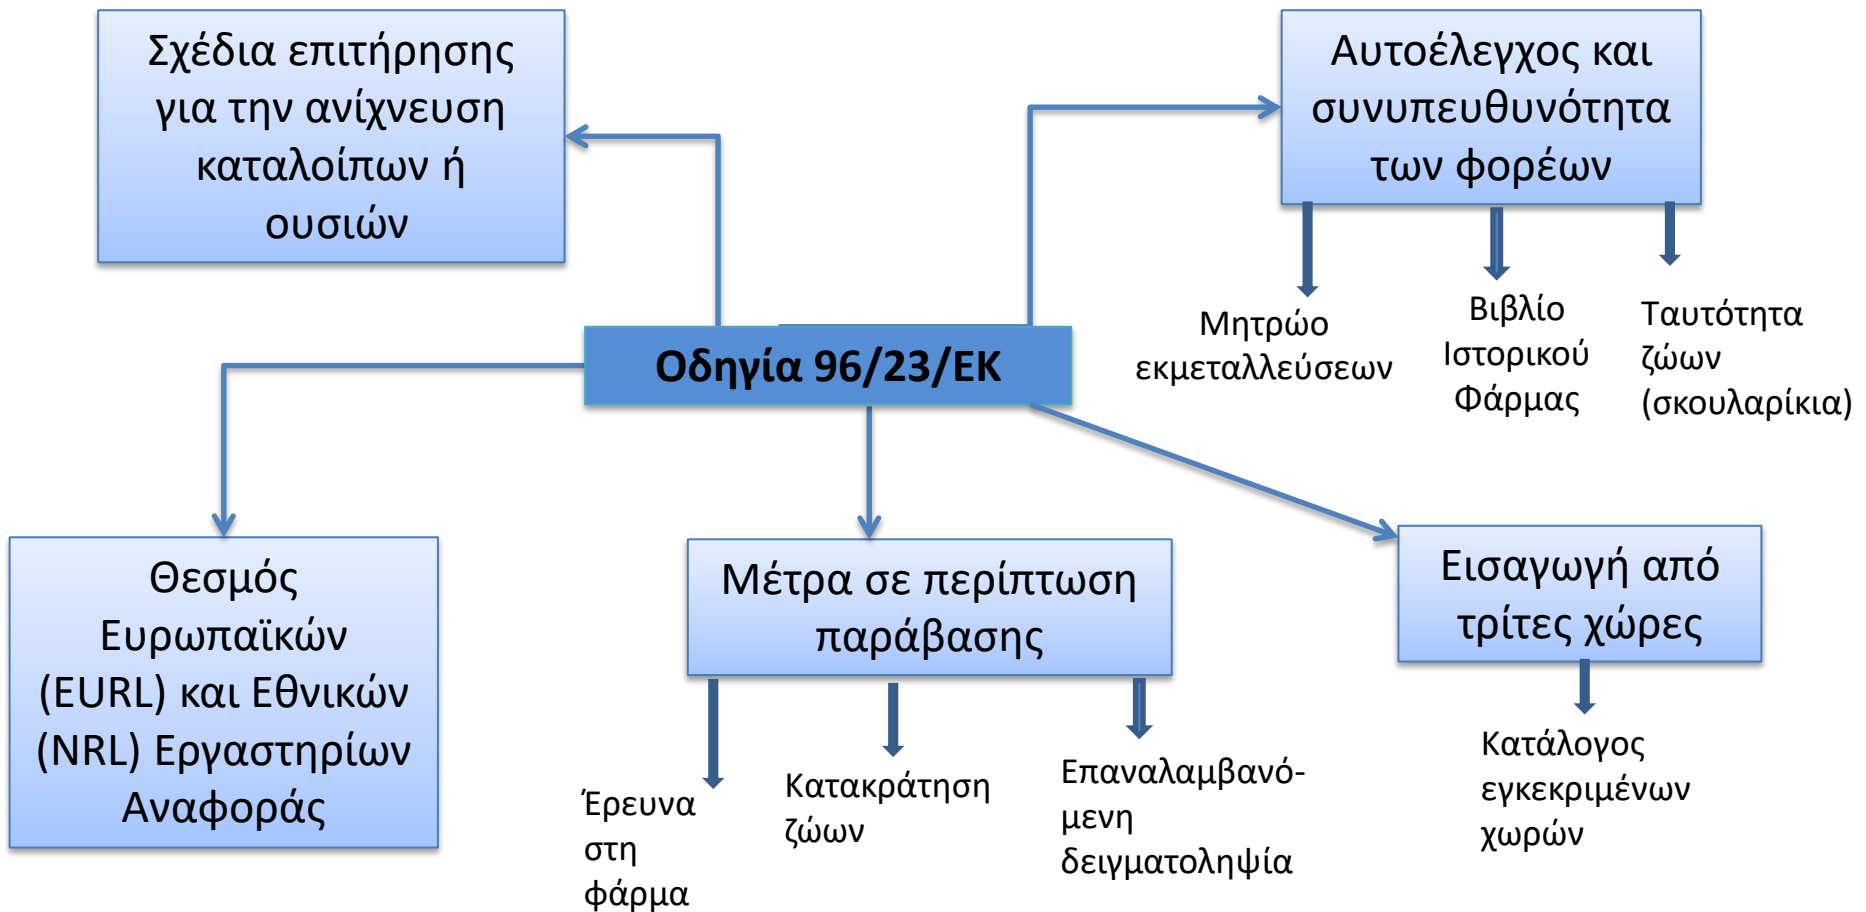 Σχέδια επιτήρησης
για την ανίχνευση
καταλοίπων ή
ουσιών
Αυτοέλεγχος και
συνυπευθυνότητα
των φορέων
Μητρώο
εκμεταλλεύσεων
Βιβλίο
Ιστορικού
Φάρμας
Ταυτότητα
ζώων
(σκουλαρίκια)
Οδηγία 96/23/ΕΚ
Θεσμός
Ευρωπαϊκών
(EURL) και Εθνικών
(NRL) Εργαστηρίων
Αναφοράς
Μέτρα σε περίπτωση
παράβασης
Έρευνα
στη
φάρμα
Κατακράτηση
ζώων
Επαναλαμβανό-
μενη
δειγματοληψία
Εισαγωγή από
τρίτες χώρες
Κατάλογος
εγκεκριμένων
χωρών